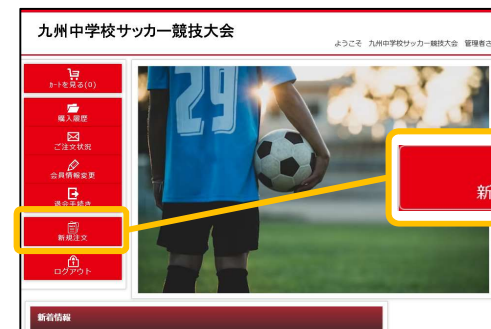 九州中学校サッカー競技大会
ようこそ 九州中学校サッカー競技大会 管理者さ
カートを見る(0)
購入履歴
ご注文状況
会員情報変更
退会手続き
新規注文
ログアウト
29
新
新着情報